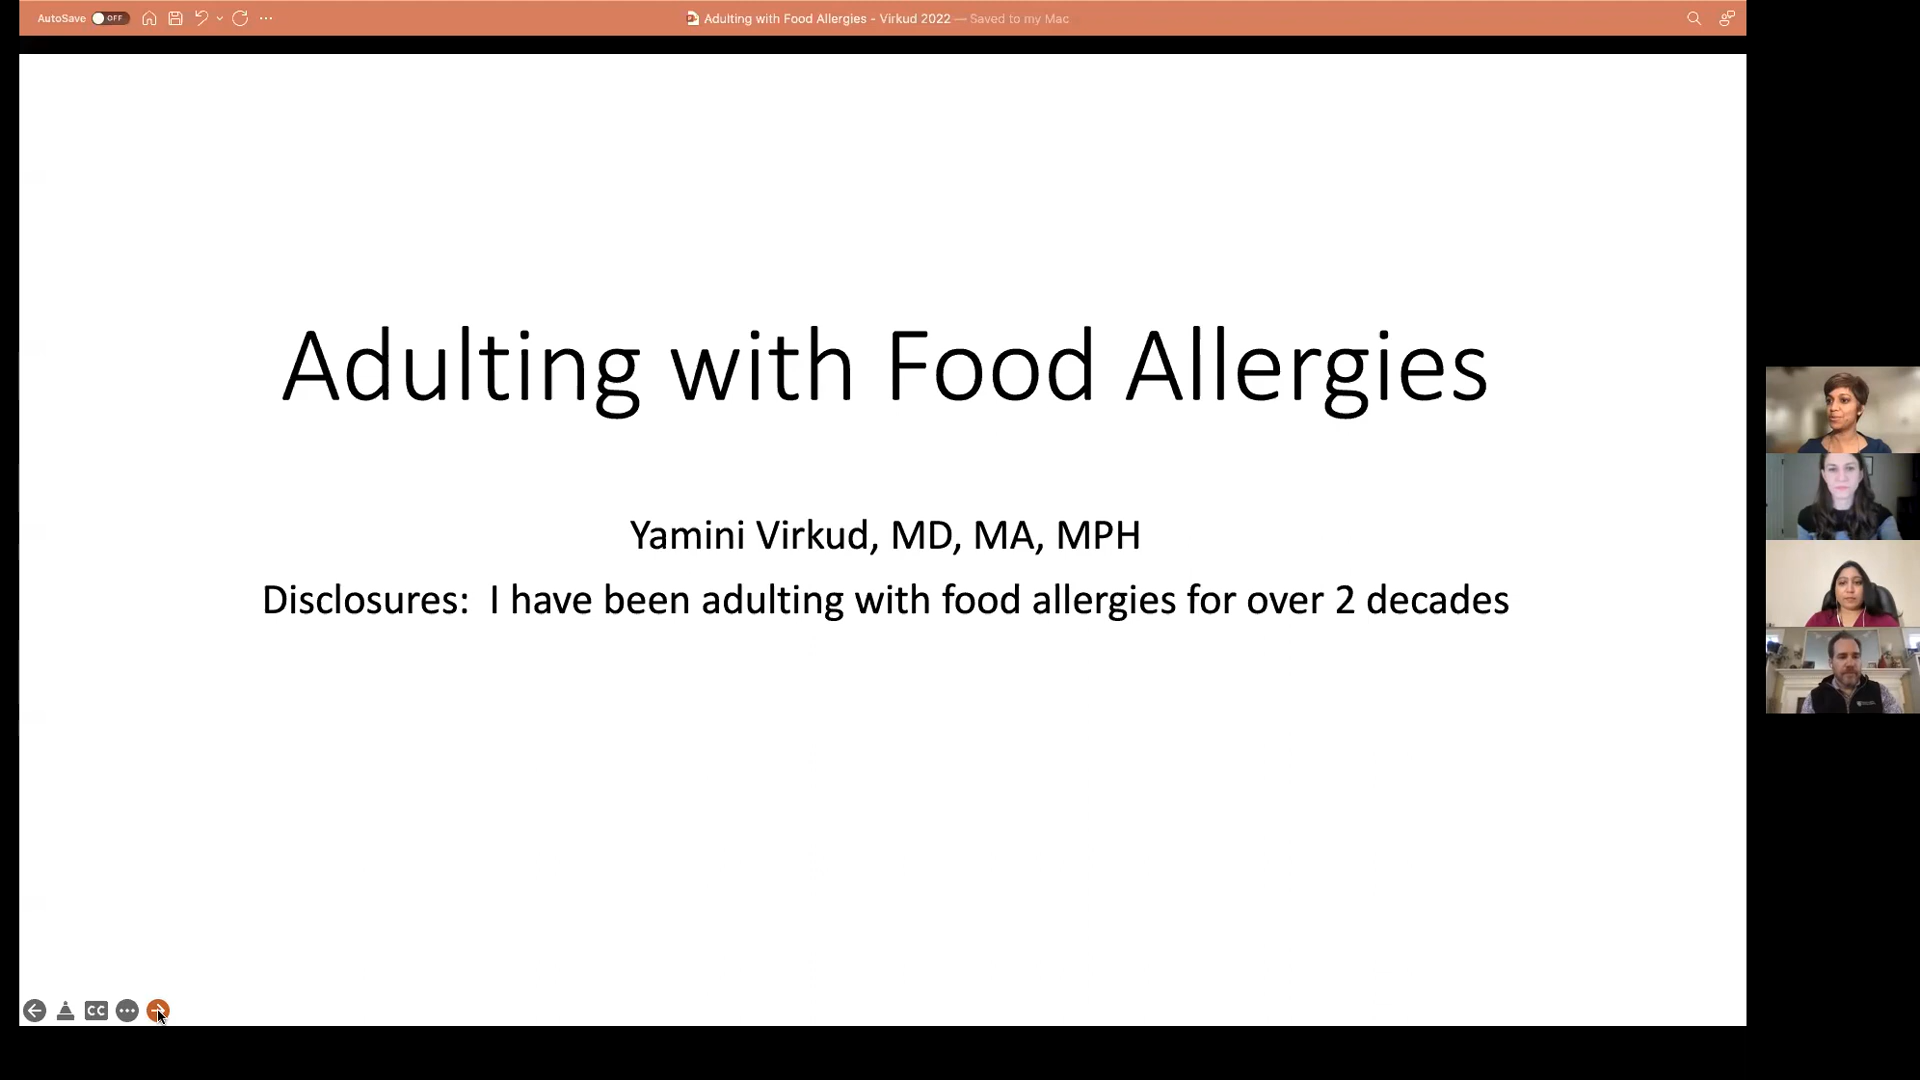 AutoSave OFF
Adulting with Food Allergies - Virkud 2022 — Saved to my Mac
Adulting with Food Allergies
Yamini Virkud, MD, MA, MPH
Disclosures: I have been adulting with food allergies for over 2 decades
CC